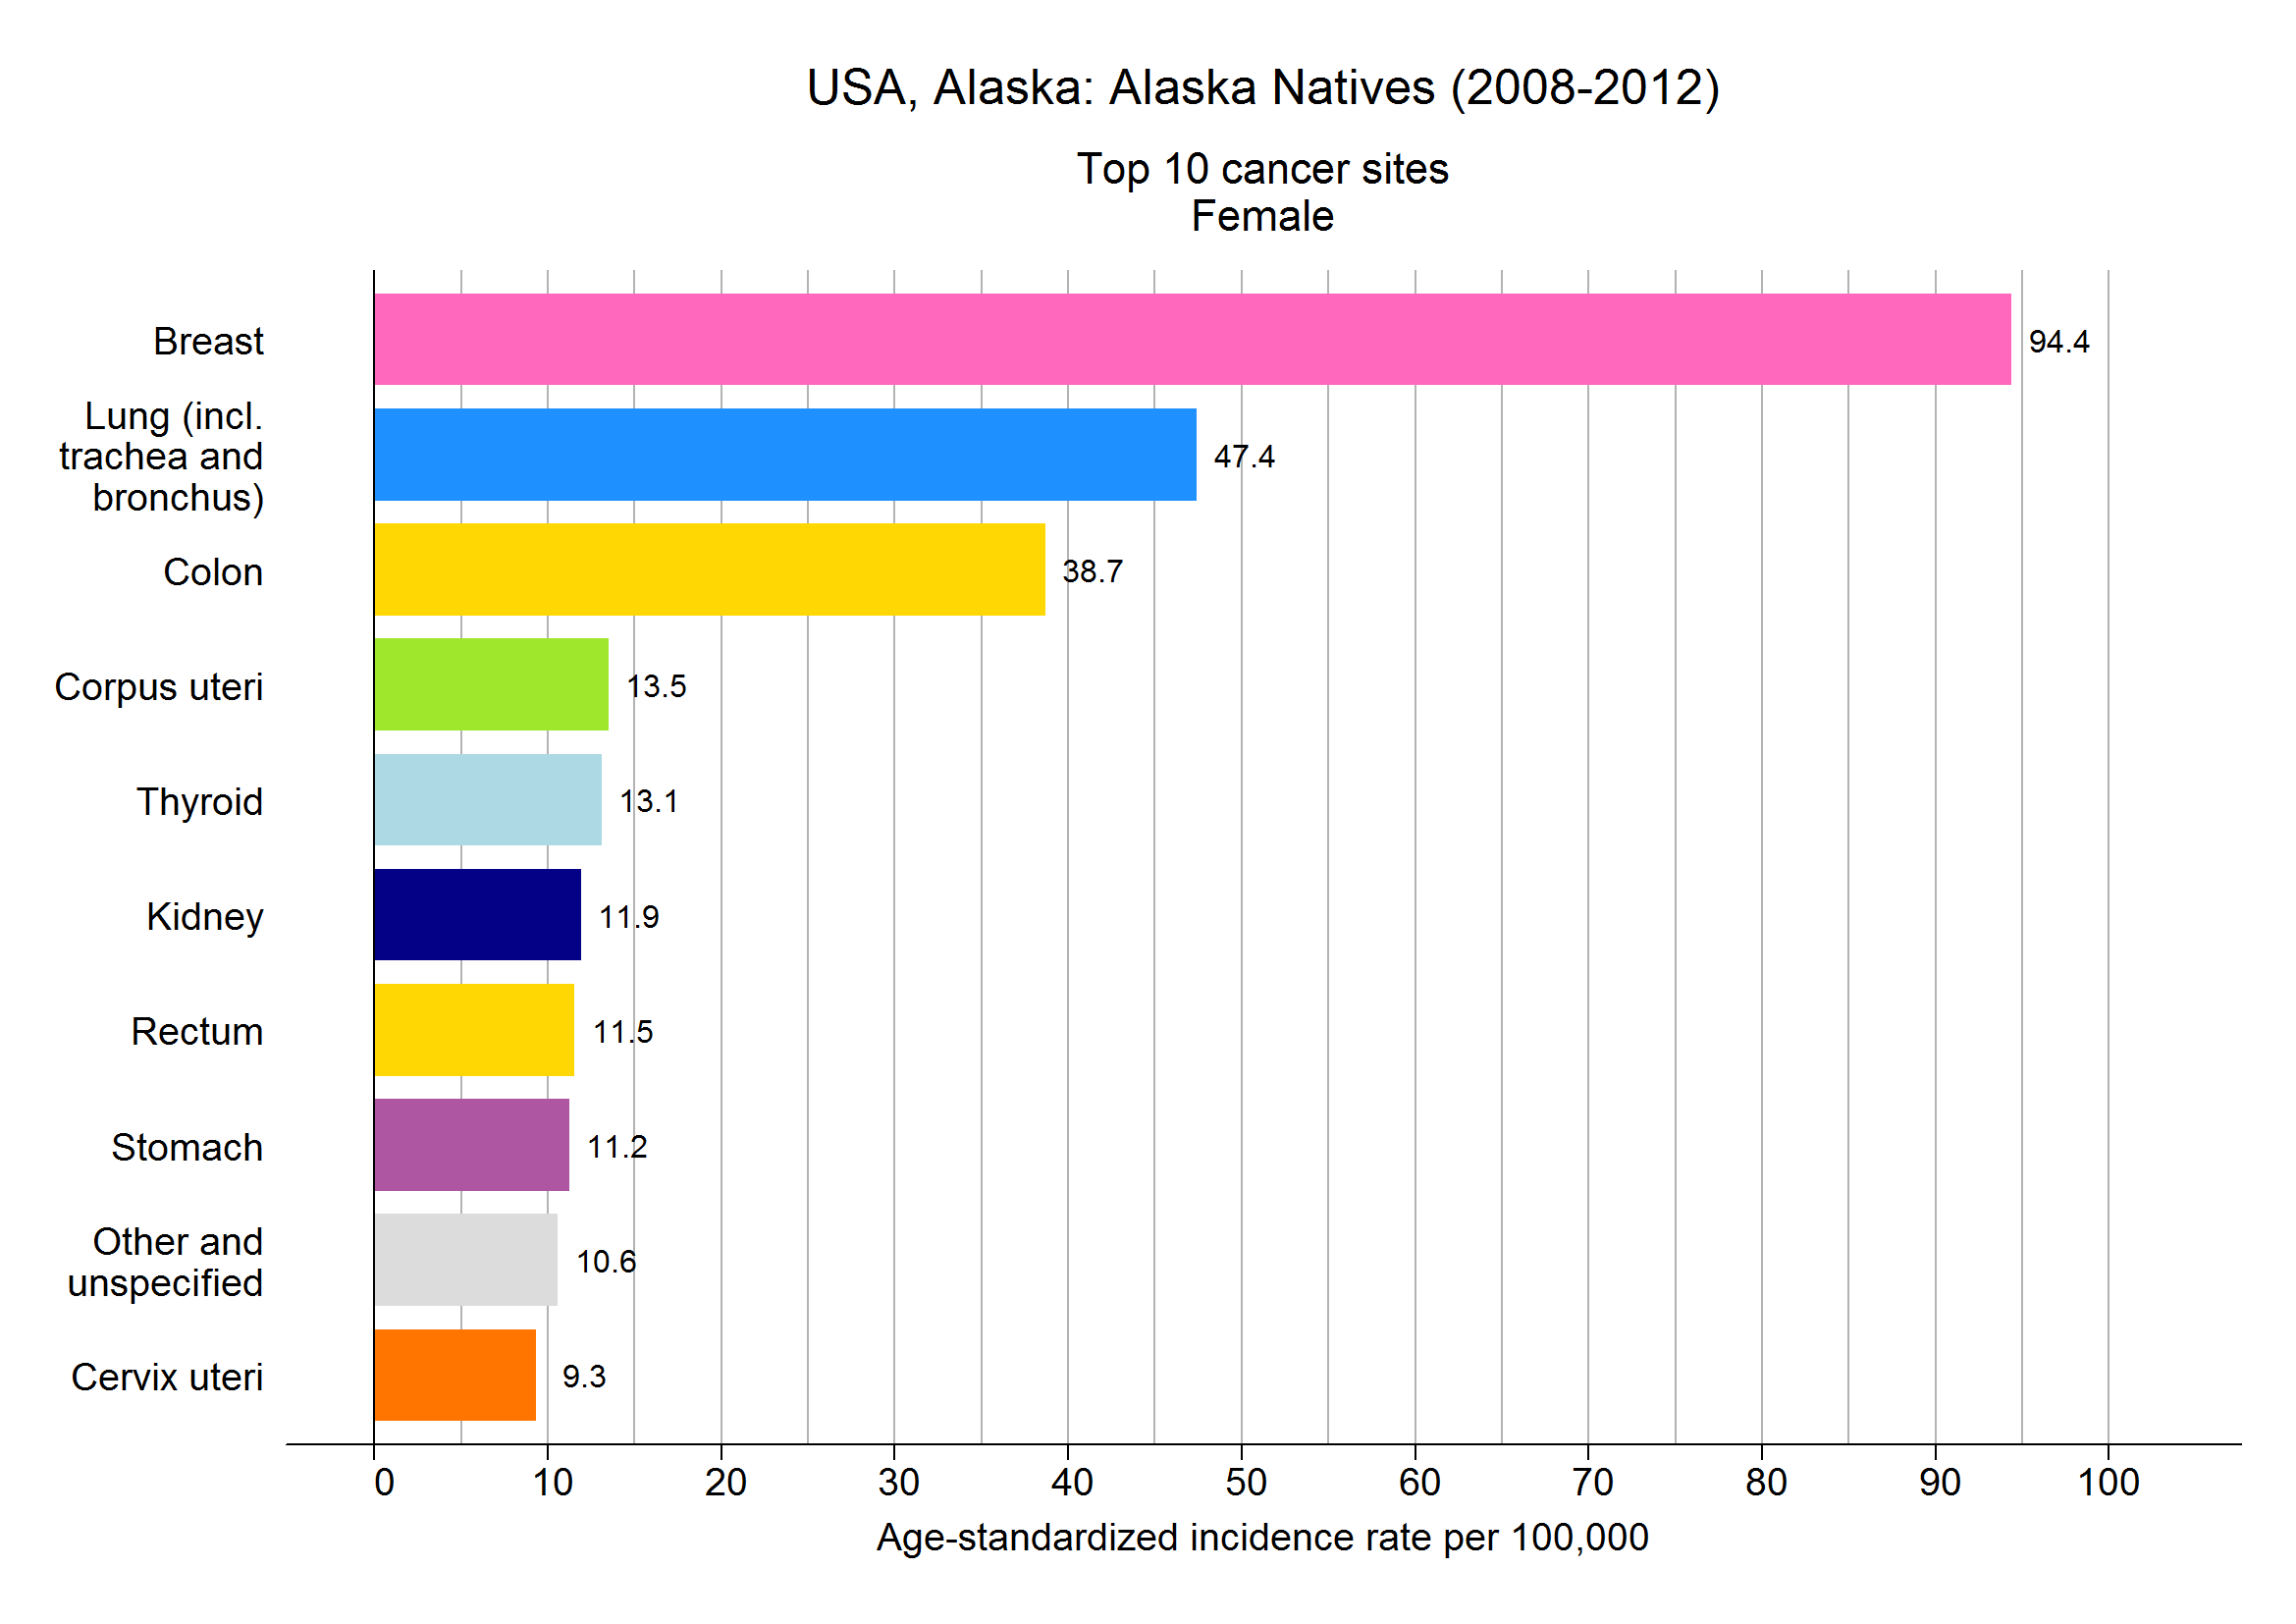 USA, Alaska: Alaska Natives (2008-2012)
Top 10 cancer sites
Female
Breast
94.4
Lung (incl.
trachea and
bronchus)
47.4
Colon
38.7
Corpus uteri
13.5
Thyroid
13.1
Kidney
11.9
Rectum
11.5
Stomach
11.2
Other and
unspecified
10.6
Cervix uteri
9.3
0 10 20 30 40 50 60 70 80 90 100
Age-standardized incidence rate per 100,000